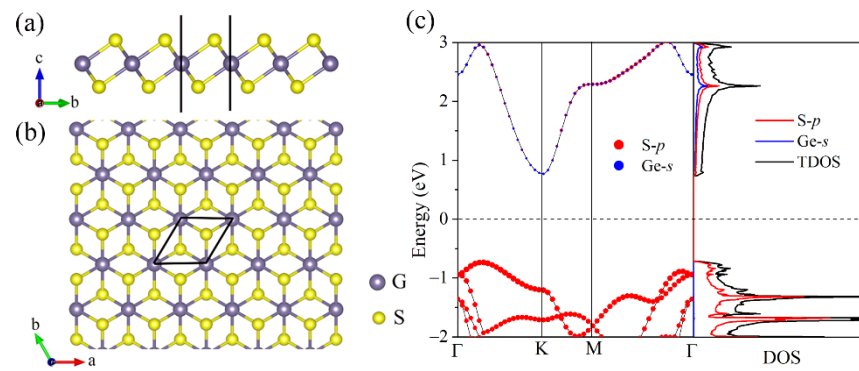 (a)
c
a
b
(b)
b
a
G
S
(c)
Energy (eV)
3
2
1
0
−1
−2
S-p
Ge-s
Γ
K
M
Γ
S-p
Ge-s
TDOS
DOS